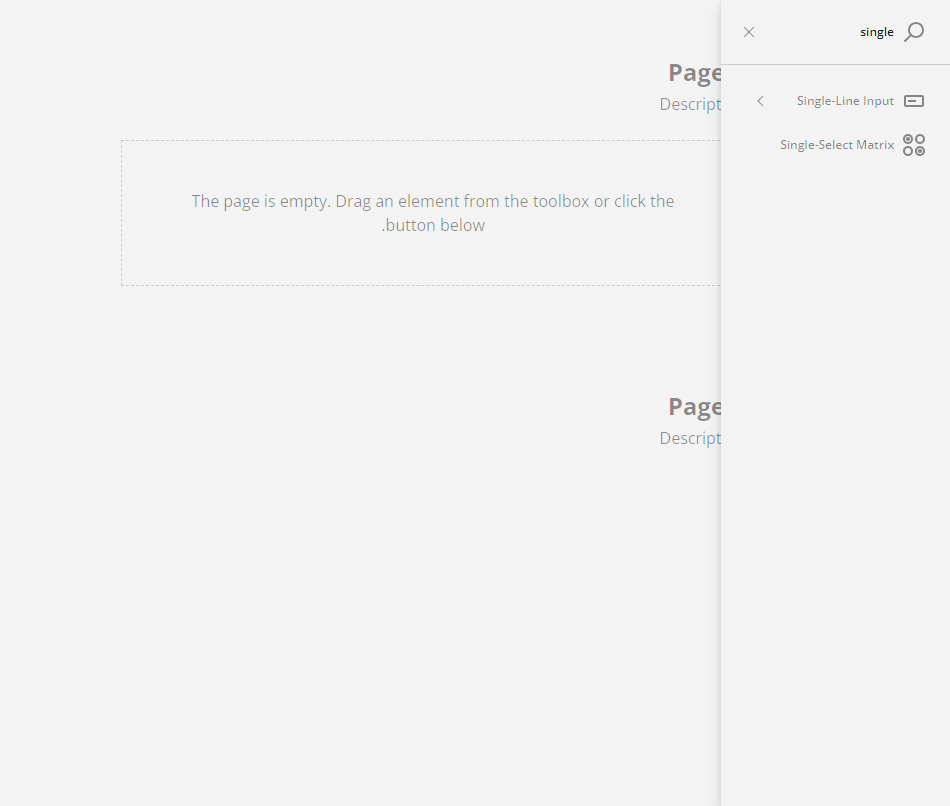 single
Single-Line Input
Single-Select Matrix
Page
Descript
The page is empty. Drag an element from the toolbox or click the
.button below
Page
Descript